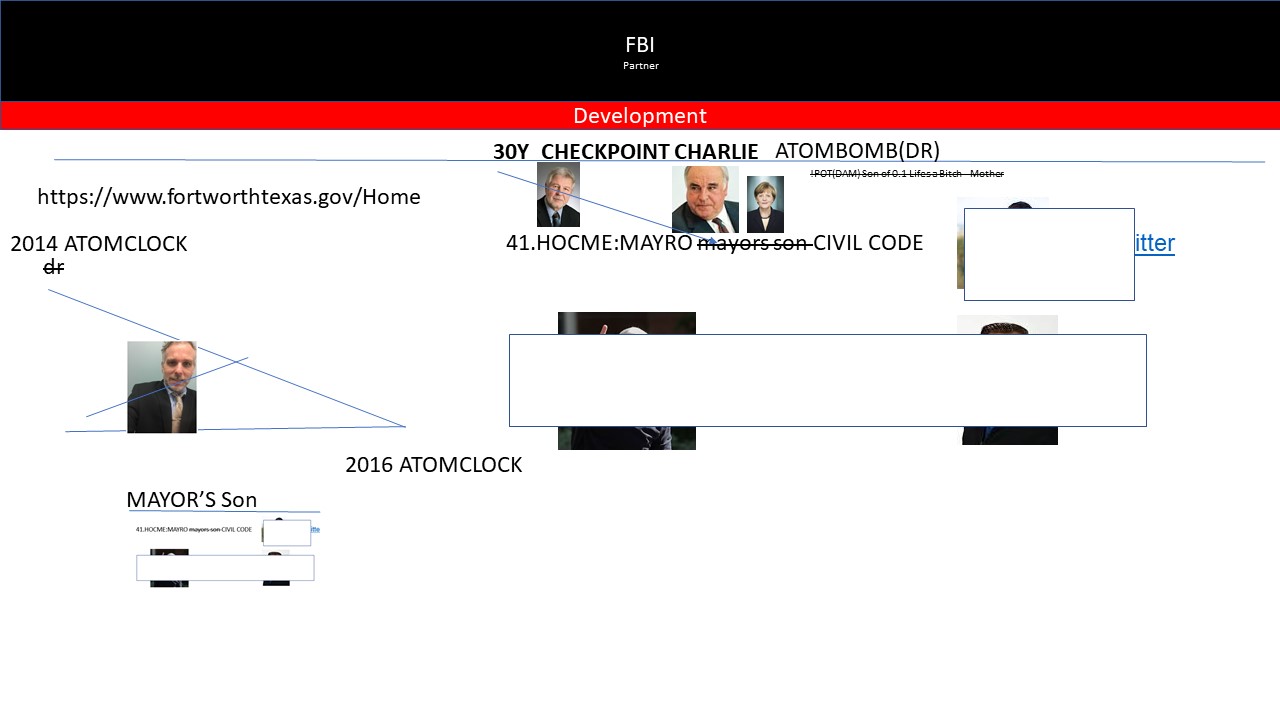 FBI
Partner
Development
30Y CHECKPOINT CHARLIE ATOMBOMB(DR)
!POT(DAM) Son of 0.1 Lifes a Bitch - Mother
https://www.fortworthtexas.gov/Home
2014 ATOMCLOCK
dr
41.HOCME:MAYRO mayors son CIVIL CODE
itter
2016 ATOMCLOCK
MAYOR’S Son
41.HOCME:MAYRO mayors son CIVIL CODE